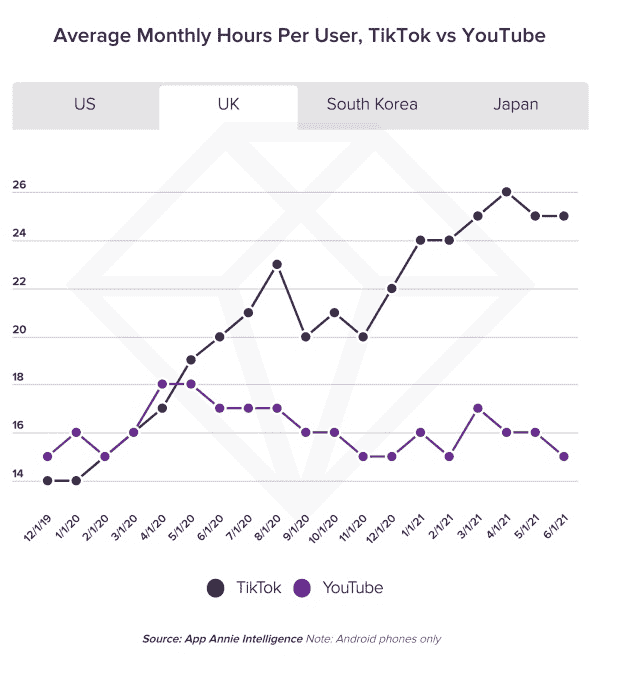 Average Monthly Hours Per User, TikTok vs YouTube
US UK South Korea Japan
26
24
22
20
18
16
14
12/1/19 1/1/20 2/1/20 3/1/20 4/1/20 5/1/20 6/1/20 7/1/20 8/1/20 9/1/20 10/1/20 11/1/20 12/1/20 1/1/21 2/1/21 3/1/21 4/1/21 5/1/21 6/1/21
TikTok YouTube
Source: App Annie Intelligence Note: Android phones only